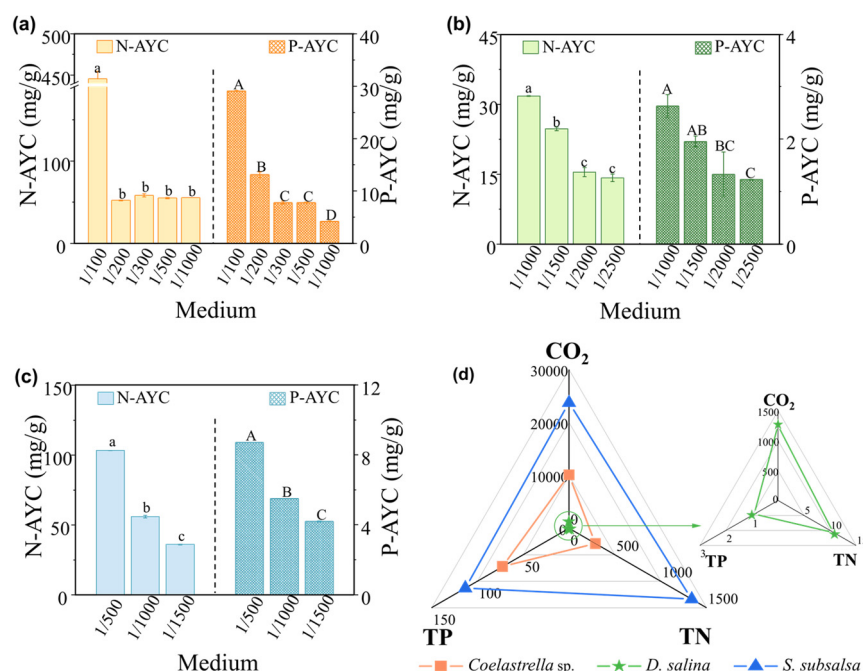 (a)
500
450
100
0
N-AYC (mg/g)
N-AYC
P-AYC
a
b
b
b
b
A
B
C
C
D
40
30
20
10
0
P-AYC (mg/g)
1/100
1/200
1/300
1/500
1/1000
1/100
1/200
1/300
1/500
1/1000
Medium
(b)
45
30
15
0
N-AYC (mg/g)
N-AYC
P-AYC
a
b
c
c
A
AB
BC
C
4
2
0
P-AYC (mg/g)
1/1000
1/1500
1/2000
1/2500
1/1000
1/1500
1/2000
1/2500
Medium
(c)
150
100
50
0
N-AYC (mg/g)
N-AYC
P-AYC
a
b
c
A
B
C
12
8
4
0
P-AYC (mg/g)
1/500
1/1000
1/1500
1/500
1/1000
1/1500
Medium
(d)
CO₂
30000
20000
10000
0
0
0
50
100
150
TP
500
1000
1500
TN
CO₂
1500
1000
500
0
1
2
3
TP
5
10
TN
Coelastrella sp.
D. salina
S. subsalsa